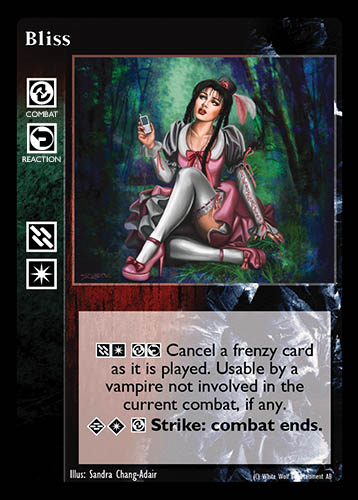 Bliss
COMBAT
REACTION
Cancel a frenzy card
as it is played. Usable by a
vampire not involved in the
current combat, if any.
Strike: combat ends.
Illus: Sandra Chang-Adair
(C) White Wolf Entertainment AB